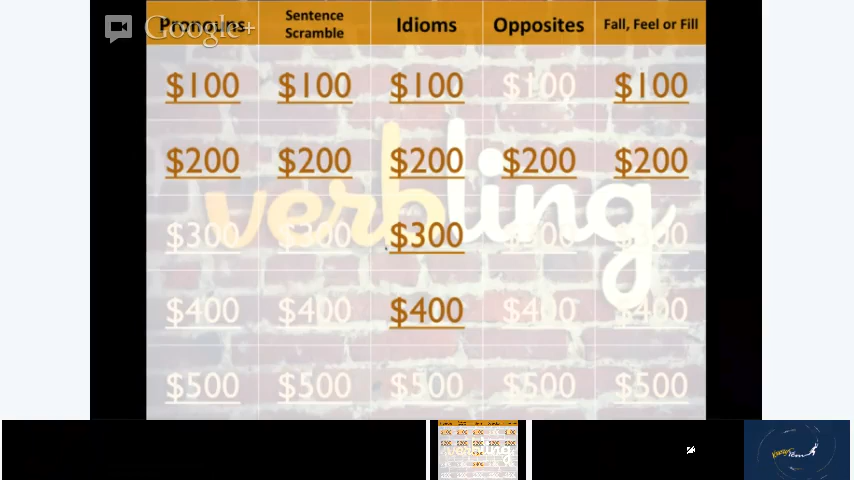 Google+
Pronouns
Sentence
Scramble
Idioms
Opposites
Fall, Feel or Fill
$100 $100 $100 $100 $100
$200 $200 $200 $200 $200
verbling
$300 $300 $300 $300 $300
$400 $400 $400 $400 $400
$500 $500 $500 $500 $500